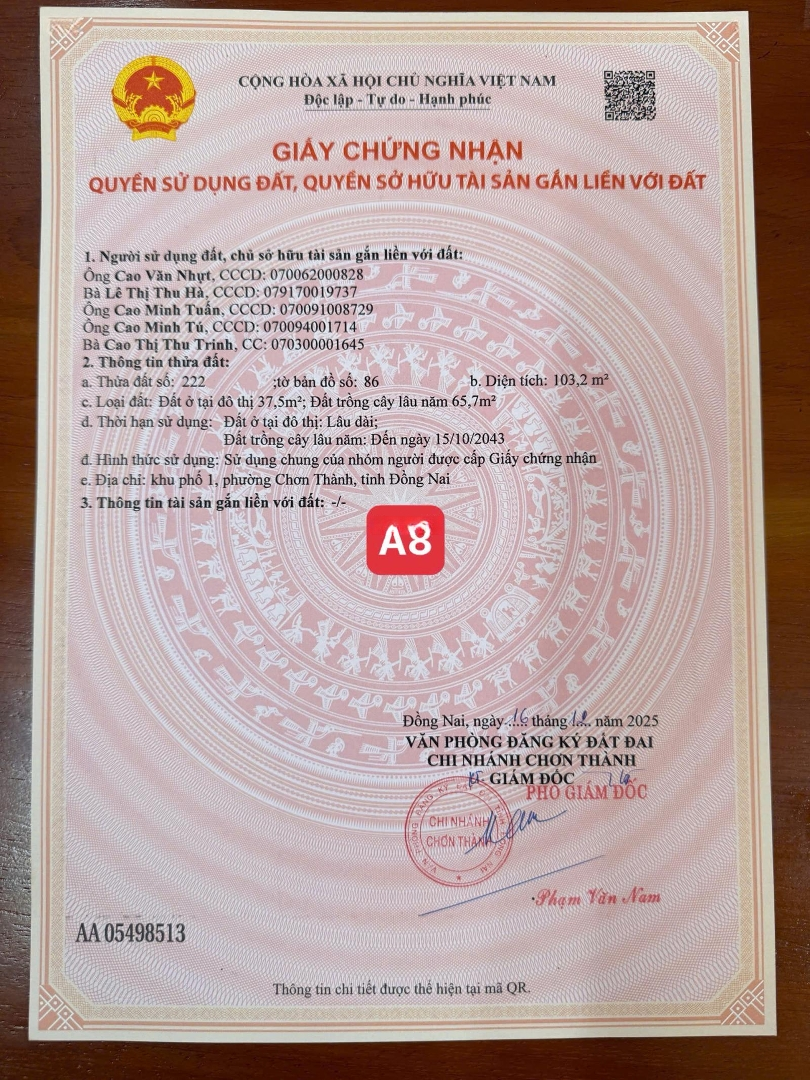 CỘNG HÒA XÃ HỘI CHỦ NGHĨA VIỆT NAM
Độc lập - Tự do - Hạnh phúc
GIẤY CHỨNG NHẬN
QUYỀN SỬ DỤNG ĐẤT, QUYỀN SỞ HỮU TÀI SẢN GẮN LIỀN VỚI ĐẤT
1. Người sử dụng đất, chủ sở hữu tài sản gắn liền với đất:
Ông Cao Văn Nhựt, CCCD: 070062000828
Bà Lê Thị Thu Hà, CCCD: 079170019737
Ông Cao Minh Tuấn, CCCD: 070091008729
Ông Cao Minh Tú, CCCD: 070094001714
Bà Cao Thị Thu Trinh, CC: 070300001645
2. Thông tin thửa đất:
a. Thửa đất số: 222 ;tờ bản đồ số: 86 b. Diện tích: 103,2 m²
c. Loại đất: Đất ở tại đô thị 37,5m²; Đất trồng cây lâu năm 65,7m²
d. Thời hạn sử dụng: Đất ở tại đô thị: Lâu dài;
Đất trồng cây lâu năm: Đến ngày 15/10/2043
đ. Hình thức sử dụng: Sử dụng chung của nhóm người được cấp Giấy chứng nhận
e. Địa chỉ: khu phố 1, phường Chơn Thành, tỉnh Đồng Nai
3. Thông tin tài sản gắn liền với đất: -/-
A8
Đồng Nai, ngày 16 tháng 12 năm 2025
VĂN PHÒNG ĐĂNG KÝ ĐẤT ĐAI
CHI NHÁNH CHƠN THÀNH
KT. GIÁM ĐỐC
PHÓ GIÁM ĐỐC
CHI NHÁNH
CHƠN THÀNH
Phạm Văn Nam
AA 05498513
Thông tin chi tiết được thể hiện tại mã QR.